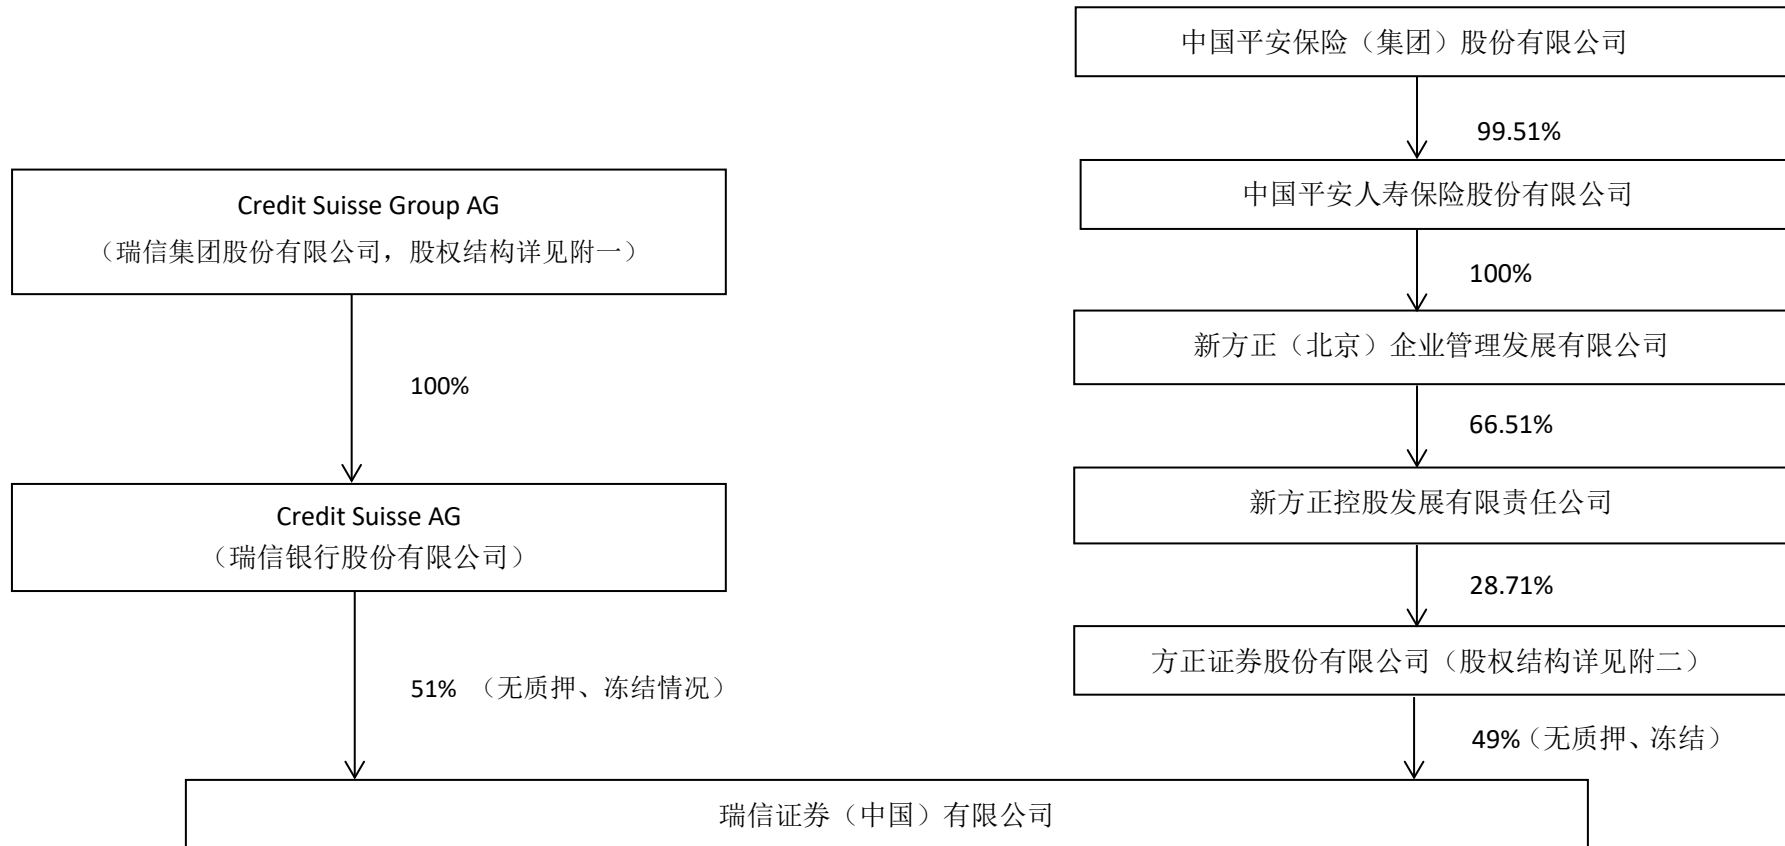 中国平安保险（集团）股份有限公司
99.51%
中国平安人寿保险股份有限公司
100%
新方正（北京）企业管理发展有限公司
66.51%
新方正控股发展有限责任公司
28.71%
方正证券股份有限公司（股权结构详见附二）
49%（无质押、冻结）
Credit Suisse Group AG
（瑞信集团股份有限公司，股权结构详见附一）
100%
Credit Suisse AG
（瑞信银行股份有限公司）
51% （无质押、冻结情况）
瑞信证券（中国）有限公司